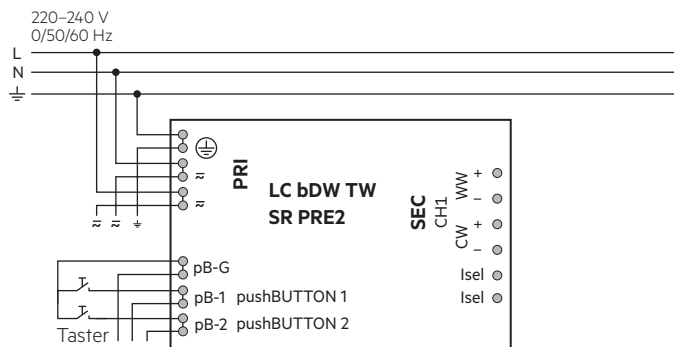 220–240 V
0/50/60 Hz
L
N
PRI
LC bDW TW
SR PRE2
SEC
CH1
WW
+
–
CW
+
–
Isel
Isel
pB-G
pB-1 pushBUTTON 1
pB-2 pushBUTTON 2
Taster